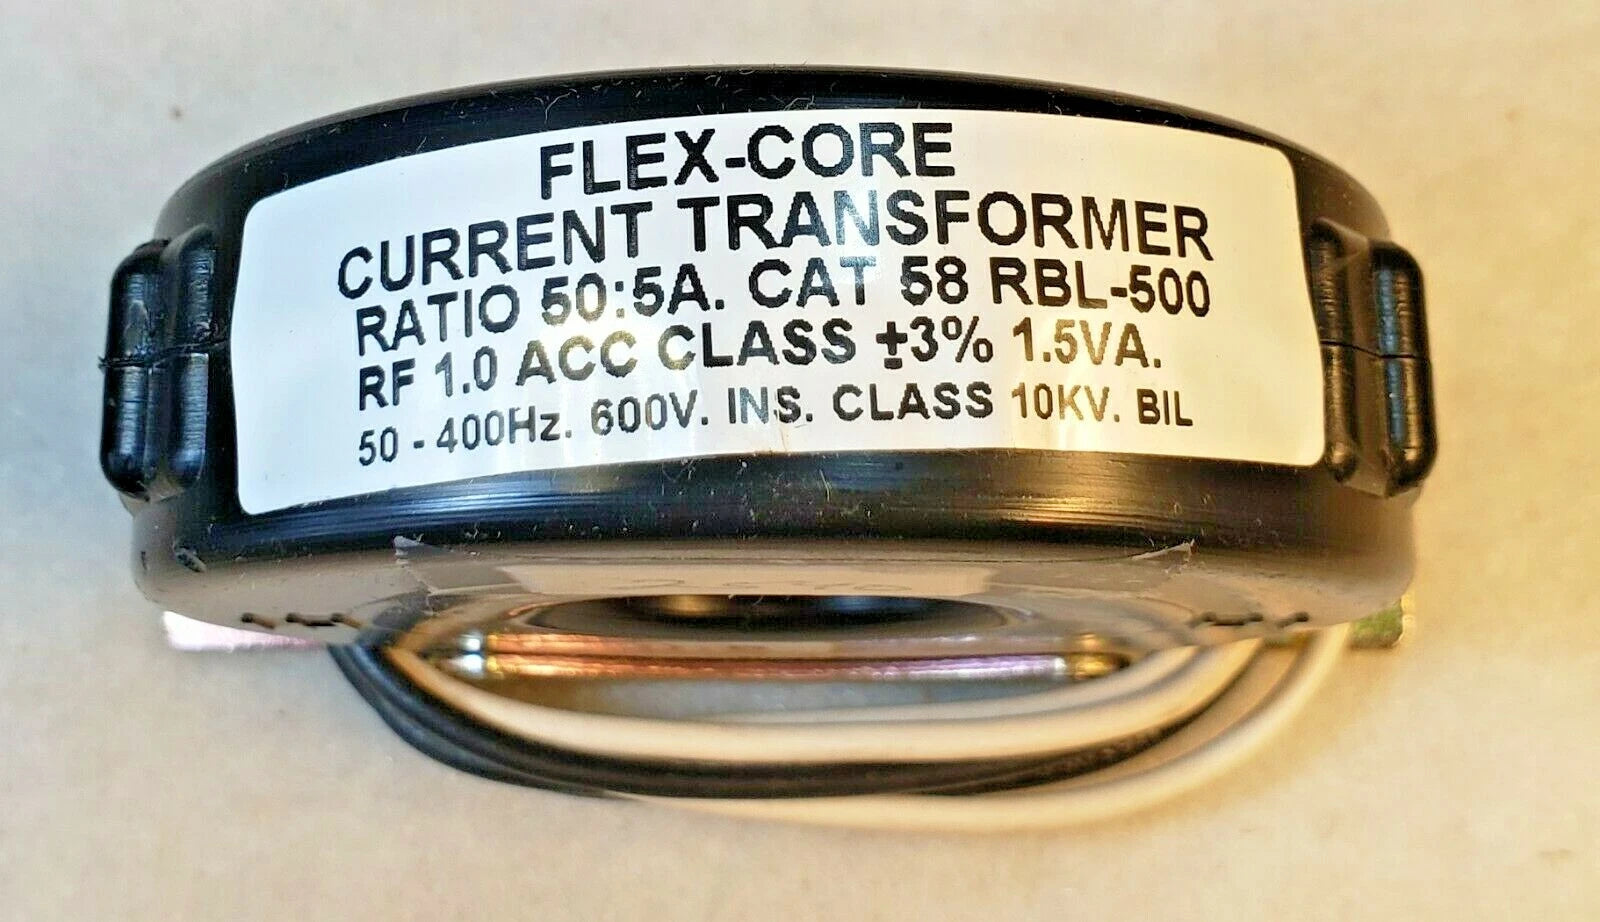 FLEX-CORE
CURRENT TRANSFORMER
RATIO 50:5A. CAT 58 RBL-500
RF 1.0 ACC CLASS ±3% 1.5VA.
50 - 400Hz. 600V. INS. CLASS 10KV. BIL